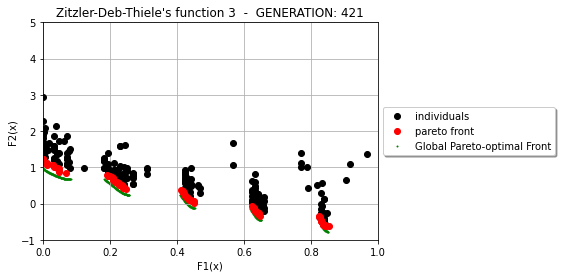 Zitzler-Deb-Thiele's function 3 - GENERATION: 421
5
4
3
2
1
0
−1
F2(x)
0.0 0.2 0.4 0.6 0.8 1.0
F1(x)
individuals
pareto front
Global Pareto-optimal Front